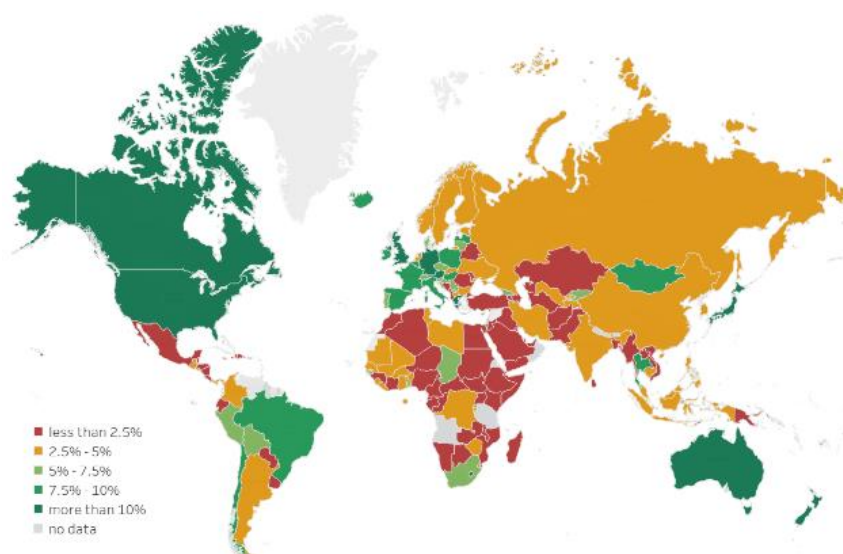 less than 2.5%
2.5% - 5%
5% - 7.5%
7.5% - 10%
more than 10%
no data